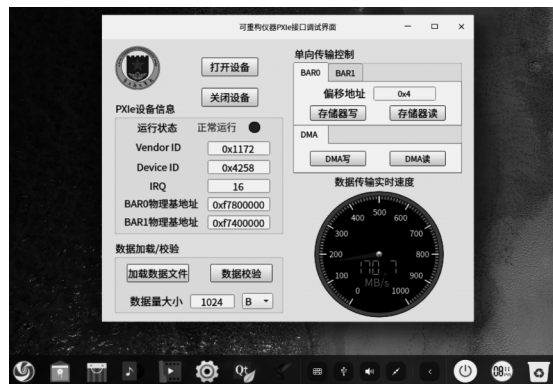 可重构仪器PXIe接口调试界面
打开设备
关闭设备
PXIe设备信息
运行状态 正常运行
Vendor ID 0x1172
Device ID 0x4258
IRQ 16
BAR0物理基地址 0xf7800000
BAR1物理基地址 0xf7400000
数据加载/校验
加载数据文件 数据校验
数据量大小 1024 B
单向传输控制
BAR0 BAR1
偏移地址 0x4
存储器写 存储器读
DMA
DMA写 DMA读
数据传输实时速度
0 100 200 300 400 500 600 700 800 900 1000
170.7
MB/s
Qt
08